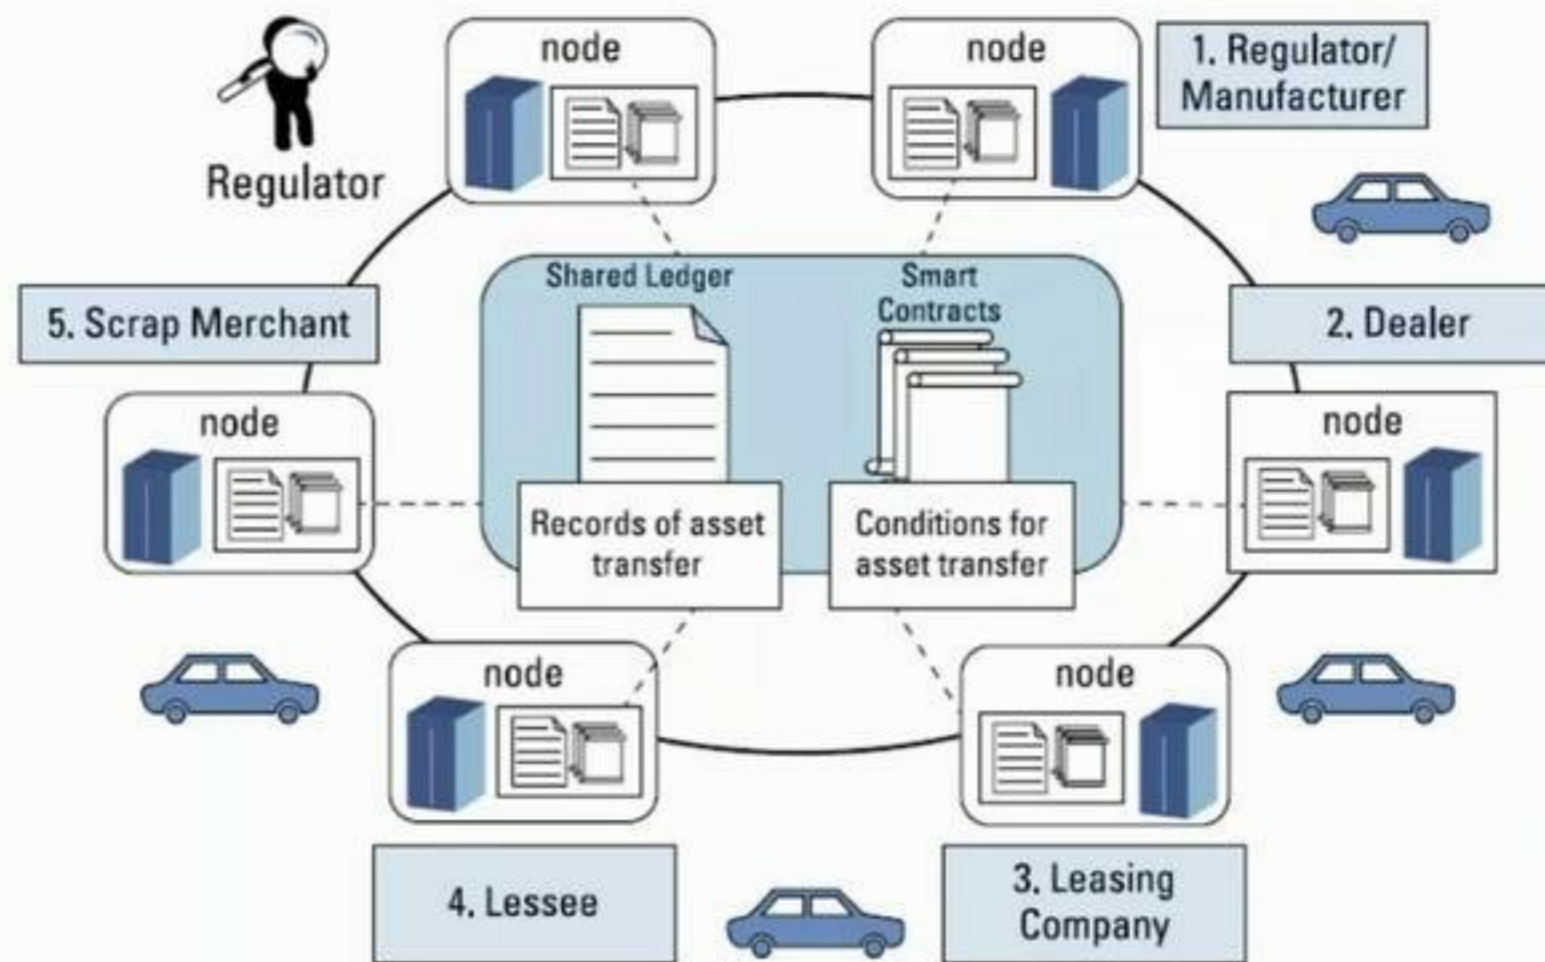 node
node
1. Regulator/
Manufacturer
Regulator
Shared Ledger
Smart
Contracts
5. Scrap Merchant
2. Dealer
node
node
Records of asset
transfer
Conditions for
asset transfer
node
node
4. Lessee
3. Leasing
Company